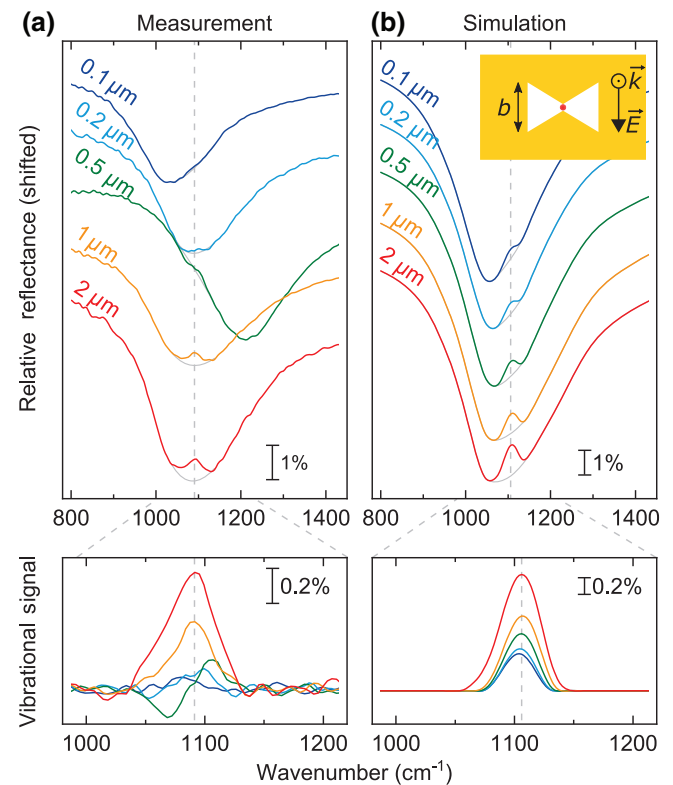 (a) Measurement
(b) Simulation
Relative reflectance (shifted)
0.1 μm
0.2 μm
0.5 μm
1 μm
2 μm
1%
800 1000 1200 1400
0.1 μm
0.2 μm
0.5 μm
1 μm
2 μm
b
k
E
1%
800 1000 1200 1400
Vibrational signal
0.2%
1000 1100 1200
0.2%
1000 1100 1200
Wavenumber (cm⁻¹)